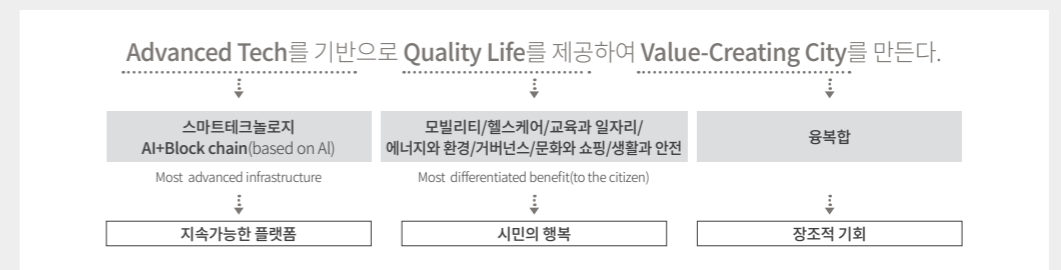 Advanced Tech를 기반으로 Quality Life를 제공하여 Value-Creating City를 만든다.
스마트테크놀로지
AI+Block chain(based on AI)
모빌리티/헬스케어/교육과 일자리/
에너지와 환경/거버넌스/문화와 쇼핑/생활과 안전
융복합
Most advanced infrastructure
Most differentiated benefit(to the citizen)
지속가능한 플랫폼
시민의 행복
장조적 기회